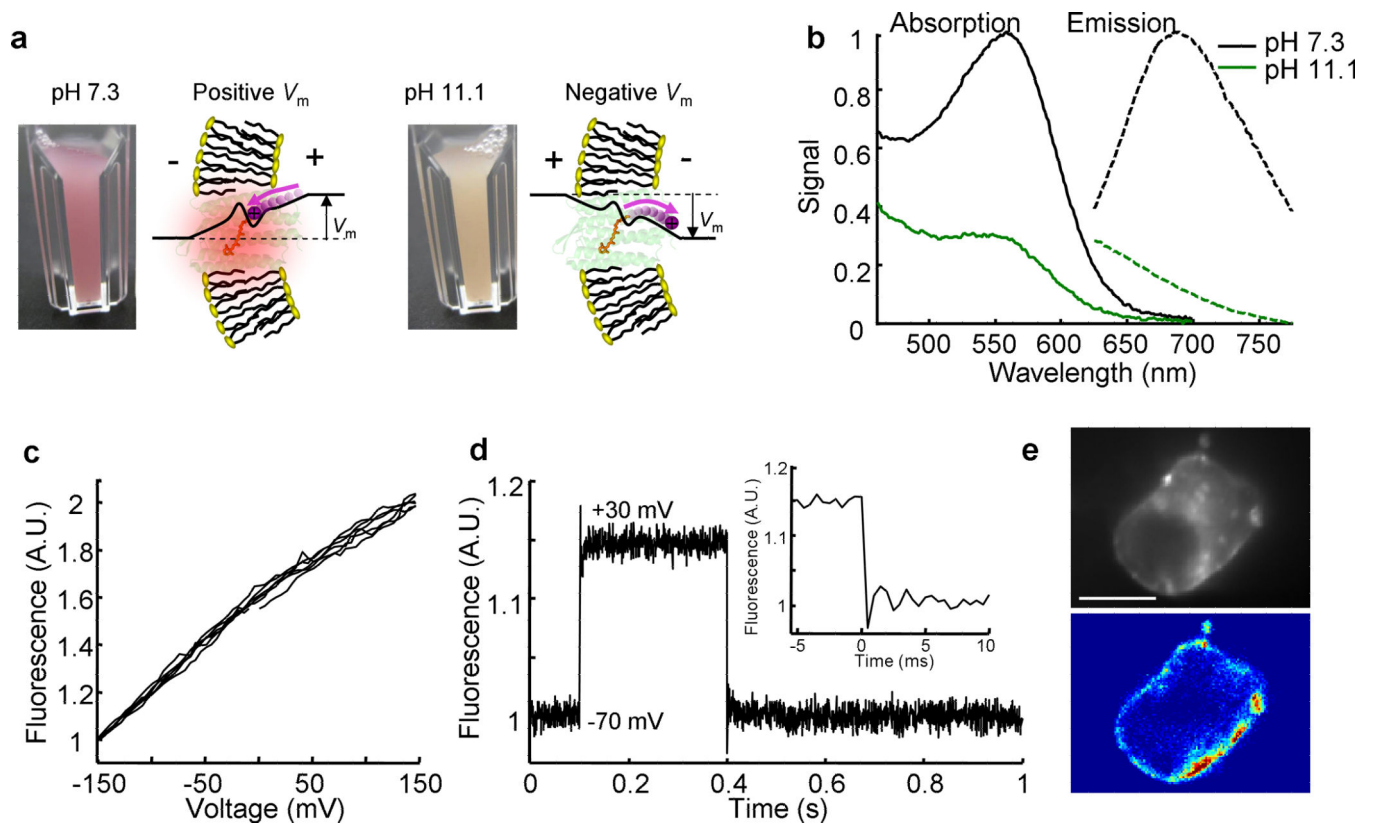 a
pH 7.3
Positive Vm
pH 11.1
Negative Vm
- +
+ -
Vm
Vm
b
Absorption Emission
pH 7.3
pH 11.1
Signal
1
0.8
0.6
0.4
0.2
0
500 550 600 650 700 750
Wavelength (nm)
c
Fluorescence (A.U.)
2
1.8
1.6
1.4
1.2
1
-150 -50 50 150
Voltage (mV)
d
Fluorescence (A.U.)
1.2
1.1
1
+30 mV
-70 mV
0 0.2 0.4 0.6 0.8 1
Time (s)
Fluorescence (A.U.)
1.2
1.1
1
-5 0 5 10
Time (ms)
e